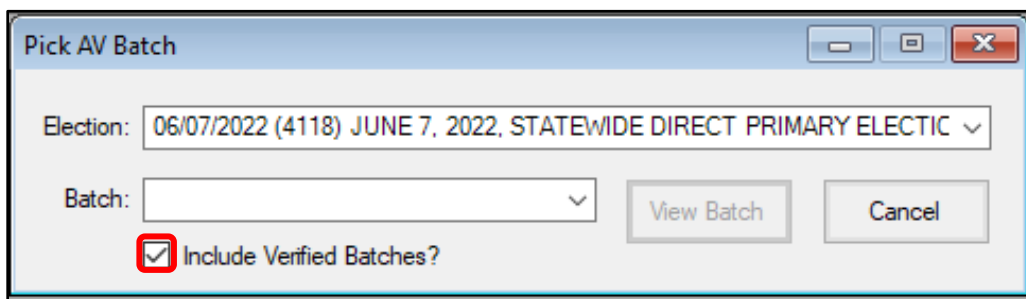 Pick AV Batch
Election: 06/07/2022 (4118) JUNE 7, 2022, STATEWIDE DIRECT PRIMARY ELECTIC
Batch: View Batch Cancel
Include Verified Batches?